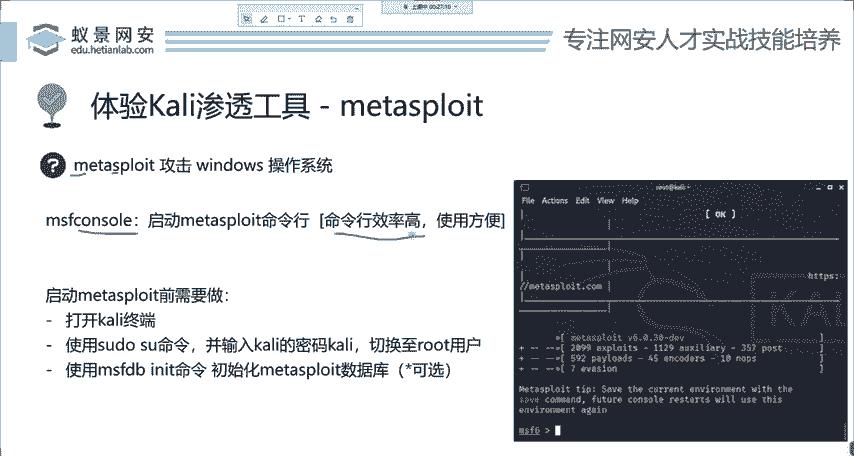 上课中 00:27:10
蚁景网安
edu.hetianlab.com
专注网安人才实战技能培养
体验Kali渗透工具 - metasploit
? metasploit 攻击 windows 操作系统
msfconsole：启动metasploit命令行 [命令行效率高，使用方便]
启动metasploit前需要做：
- 打开kali终端
- 使用sudo su命令，并输入kali的密码kali，切换至root用户
- 使用msfdb init命令 初始化metasploit数据库（*可选）
root@kali:~
File Actions Edit View Help
[ OK ]
https:
//metasploit.com
=[ metasploit v6.0.30-dev ]
+ -- --=[ 2099 exploits - 1129 auxiliary - 357 post ]
+ -- --=[ 592 payloads - 45 encoders - 10 nops ]
+ -- --=[ 7 evasion ]
Metasploit tip: Save the current environment with the
save command, future console restarts will use this
environment again
msf6 >